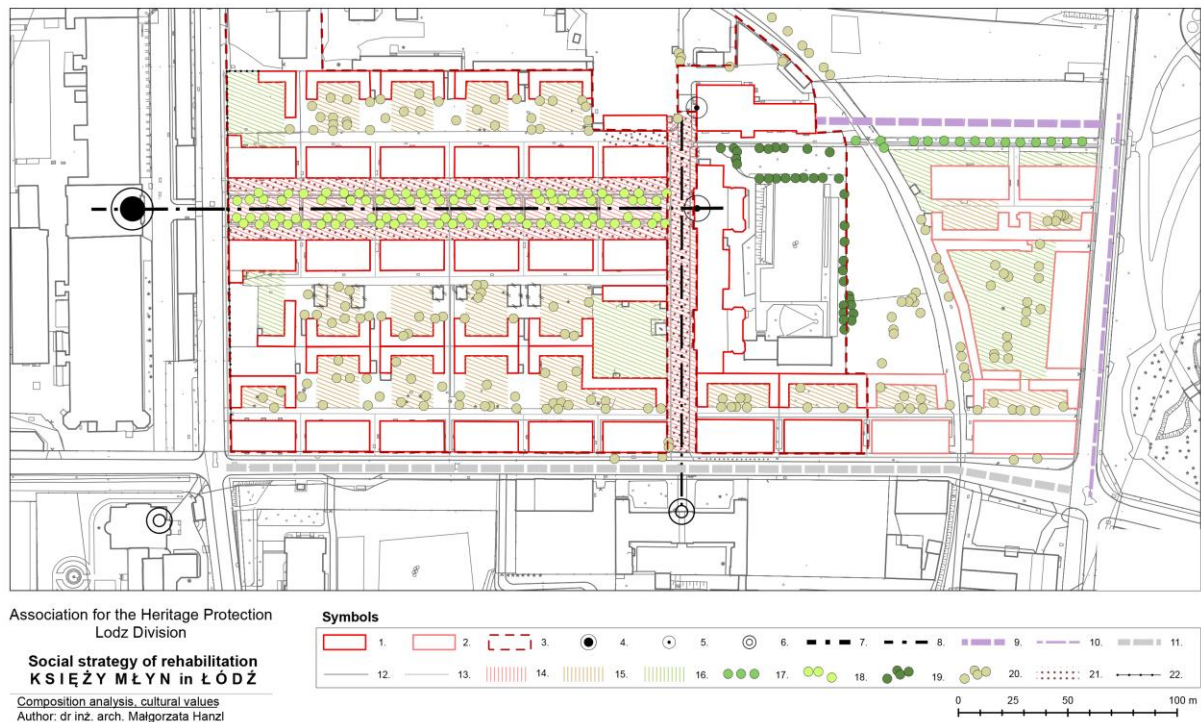 Association for the Heritage Protection
Lodz Division
Social strategy of rehabilitation
KSIĘŻY MŁYN in ŁÓDŹ
Composition analysis, cultural values
Author: dr inż. arch. Małgorzata Hanzl
Symbols
1. 2. 3. 4. 5. 6. 7. 8. 9. 10. 11.
12. 13. 14. 15. 16. 17. 18. 19. 20. 21. 22.
0 25 50 100 m